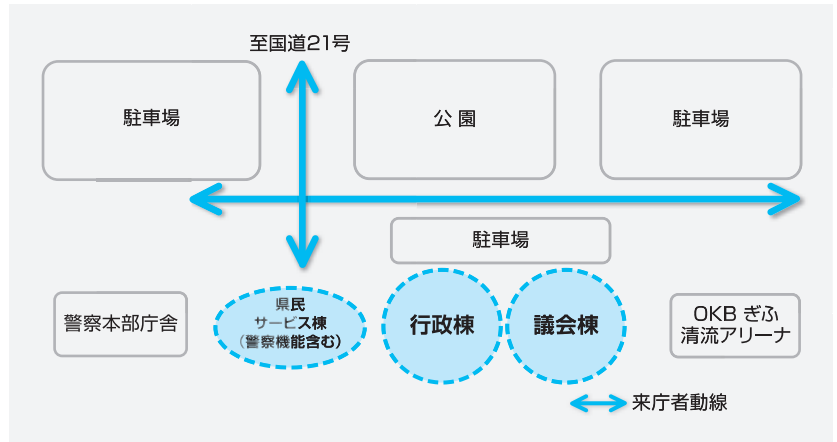 至国道21号
駐車場
公園
駐車場
駐車場
警察本部庁舎
県民
サービス棟
(警察機能含む)
行政棟
議会棟
OKB ぎふ
清流アリーナ
来庁者動線